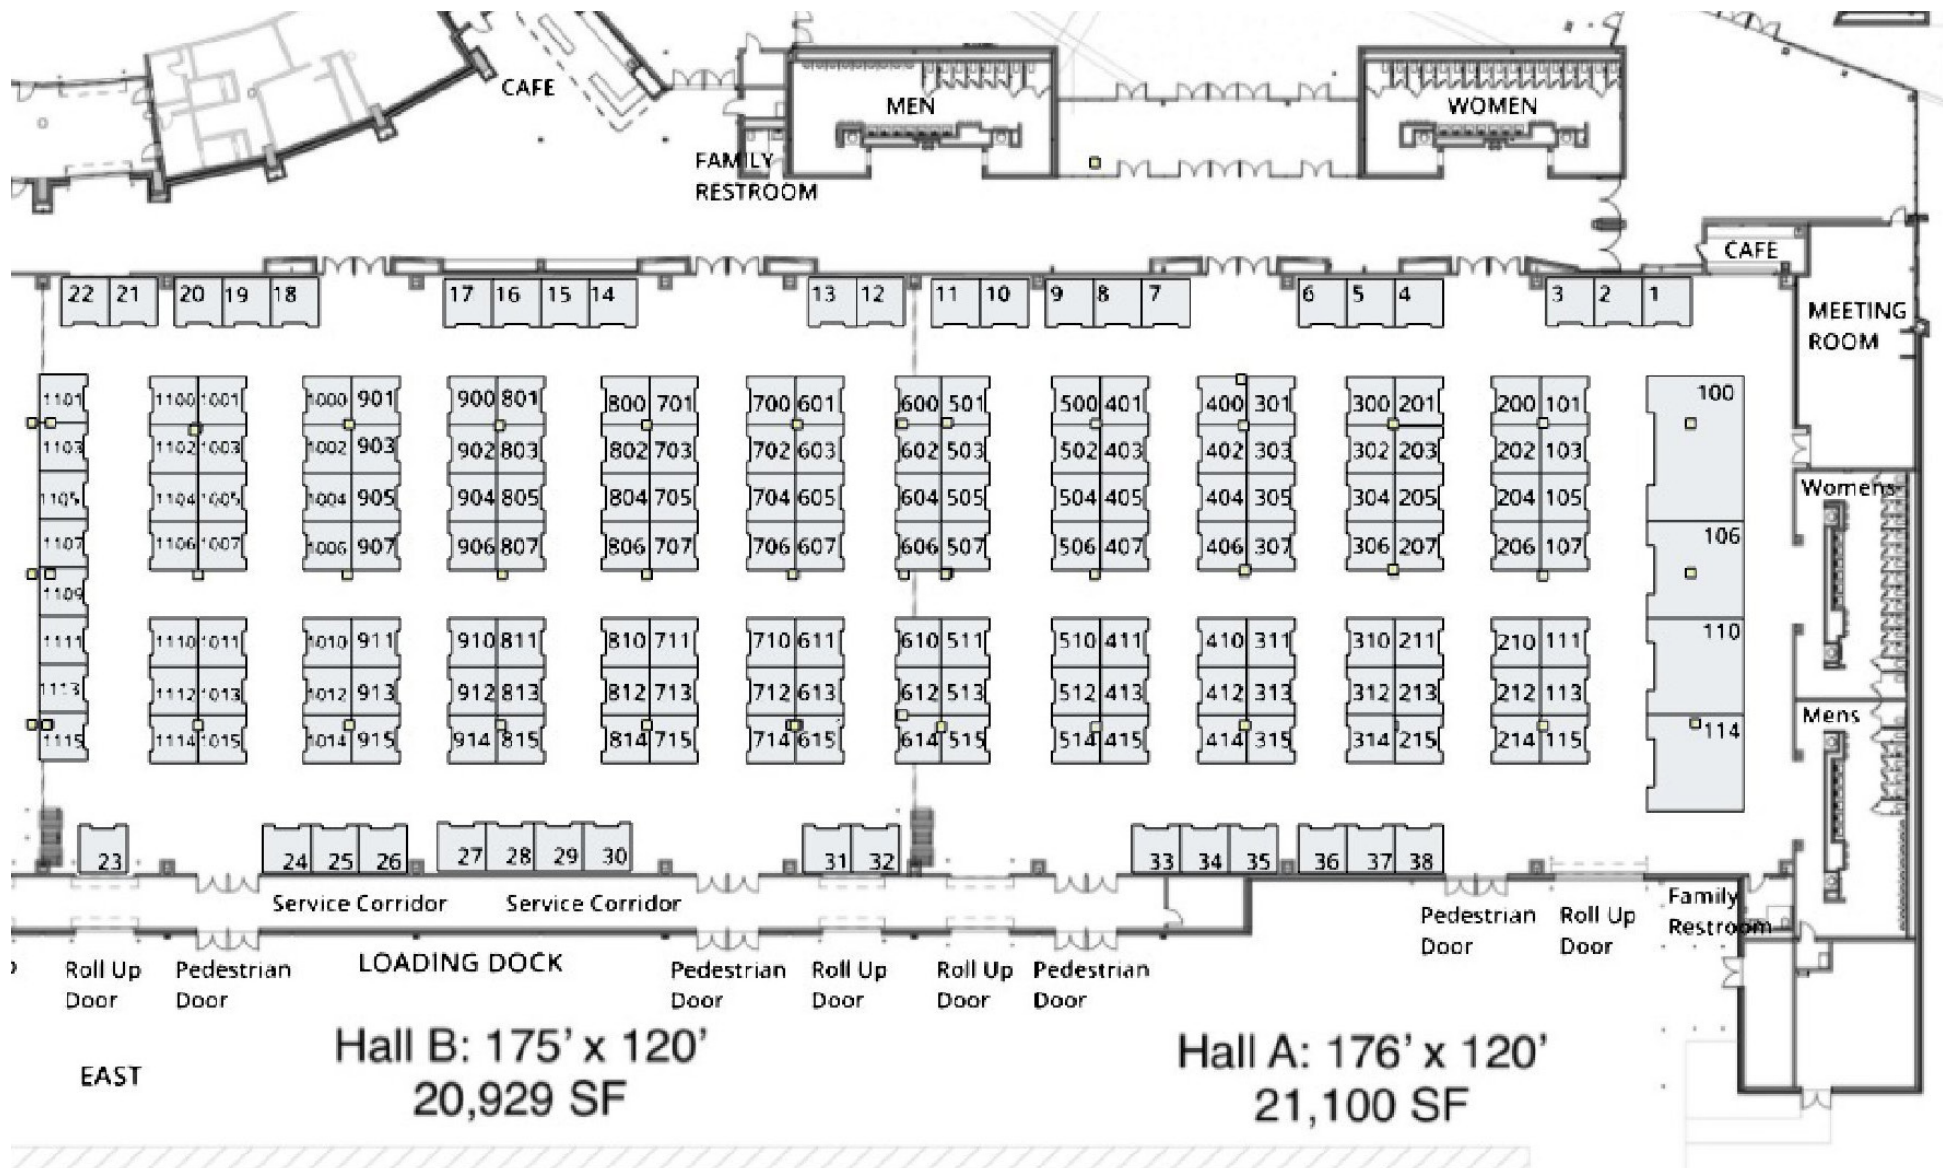 CAFE
MEN
WOMEN
FAMILY
RESTROOM
CAFE
22 21 20 19 18 17 16 15 14 13 12 11 10 9 8 7 6 5 4 3 2 1
MEETING
ROOM
1101 1100 1001 1000 901 900 801 800 701 700 601 600 501 500 401 400 301 300 201 200 101 100
1103 1102 1003 1002 903 902 803 802 703 702 603 602 503 502 403 402 303 302 203 202 103
1105 1104 1005 1004 905 904 805 804 705 704 605 604 505 504 405 404 305 304 205 204 105
Womens
1107 1106 1007 1006 907 906 807 806 707 706 607 606 507 506 407 406 307 306 207 206 107 106
1109
1111 1110 1011 1010 911 910 811 810 711 710 611 610 511 510 411 410 311 310 211 210 111 110
1113 1112 1013 1012 913 912 813 812 713 712 613 612 513 512 413 412 313 312 213 212 113
Mens
1115 1114 1015 1014 915 914 815 814 715 714 615 614 515 514 415 414 315 314 215 214 115 114
23 24 25 26 27 28 29 30 31 32 33 34 35 36 37 38
Service Corridor Service Corridor
Family
Restroom
Pedestrian
Door
Roll Up
Door
Roll Up
Door
Pedestrian
Door
LOADING DOCK
Pedestrian
Door
Roll Up
Door
Roll Up
Door
Pedestrian
Door
Hall B: 175' x 120'
20,929 SF
Hall A: 176' x 120'
21,100 SF
EAST